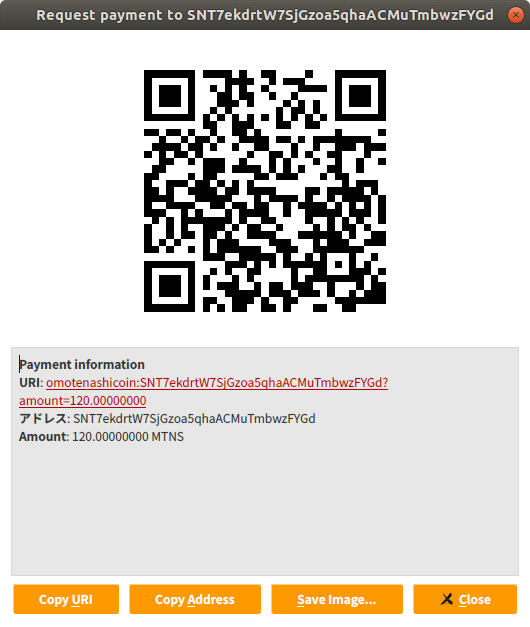 Request payment to SNT7ekdrtW7SjGzoa5qhaACMuTmbwzFYGd
Payment information
URI: omotenashicoin:SNT7ekdrtW7SjGzoa5qhaACMuTmbwzFYGd?
amount=120.00000000
アドレス: SNT7ekdrtW7SjGzoa5qhaACMuTmbwzFYGd
Amount: 120.00000000 MTNS
Copy URI
Copy Address
Save Image...
Close